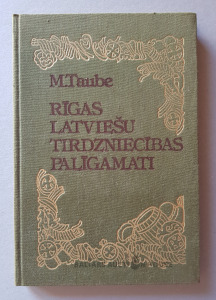 M.Taube
RĪGAS
LATVIEŠU
TIRDZNIECĪBAS
PALĪGAMATI